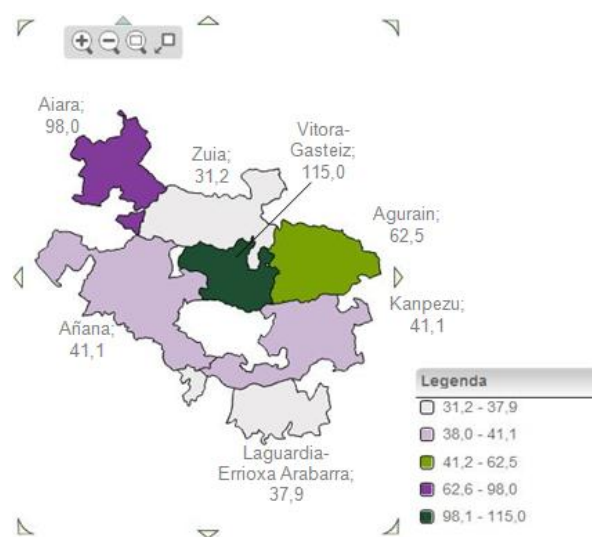 Aiara;
98,0
Zuia;
31,2
Vitora-
Gasteiz;
115,0
Agurain;
62,5
Kanpezu;
41,1
Añana;
41,1
Laguardia-
Errioxa Arabarra;
37,9
Legenda
31,2 - 37,9
38,0 - 41,1
41,2 - 62,5
62,6 - 98,0
98,1 - 115,0